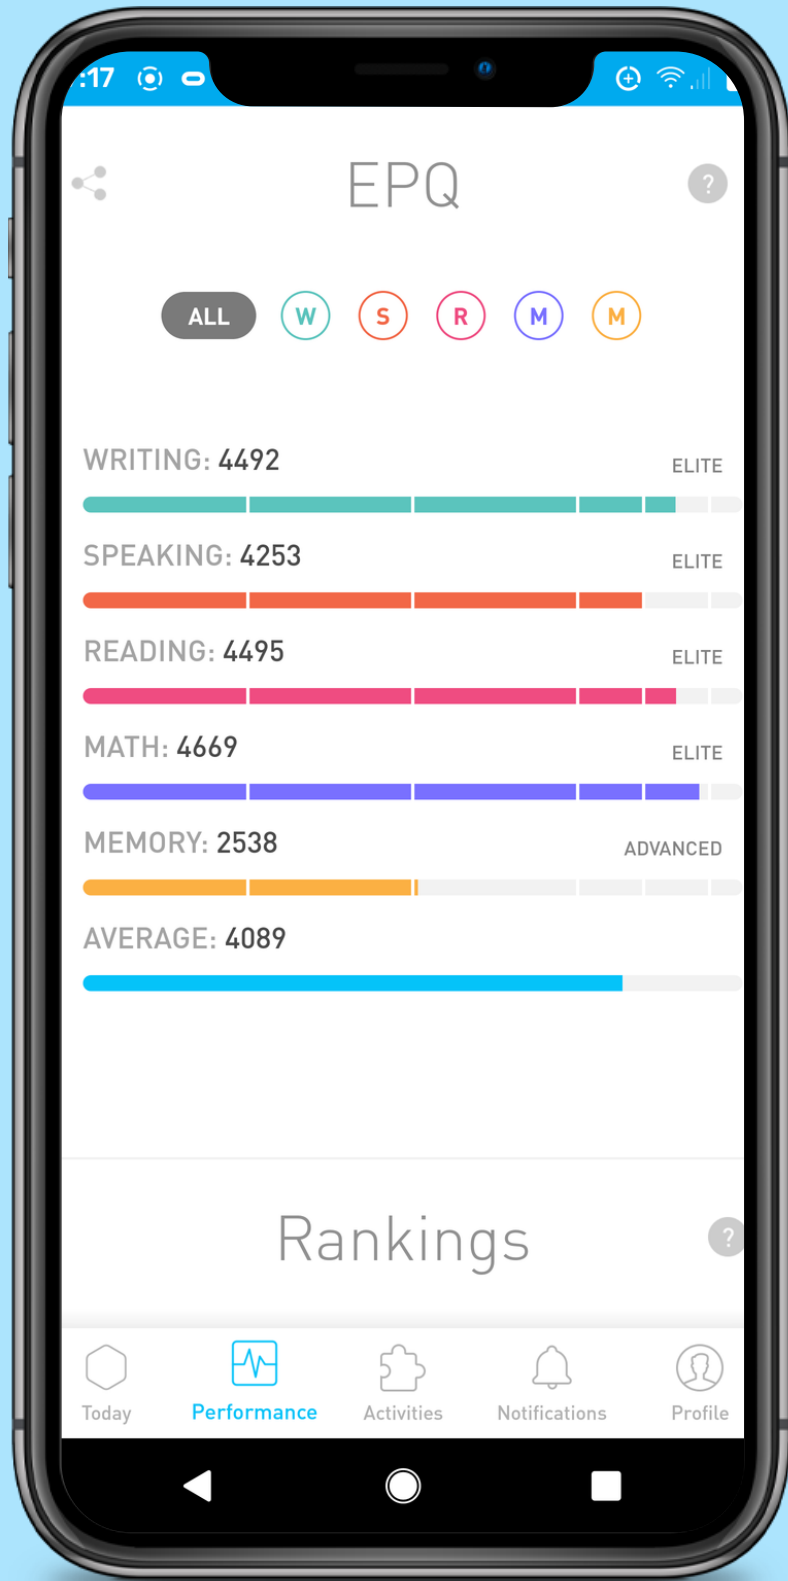 :17
EPQ
?
ALL W S R M M
WRITING: 4492 ELITE
SPEAKING: 4253 ELITE
READING: 4495 ELITE
MATH: 4669 ELITE
MEMORY: 2538 ADVANCED
AVERAGE: 4089
Rankings
?
Today Performance Activities Notifications Profile